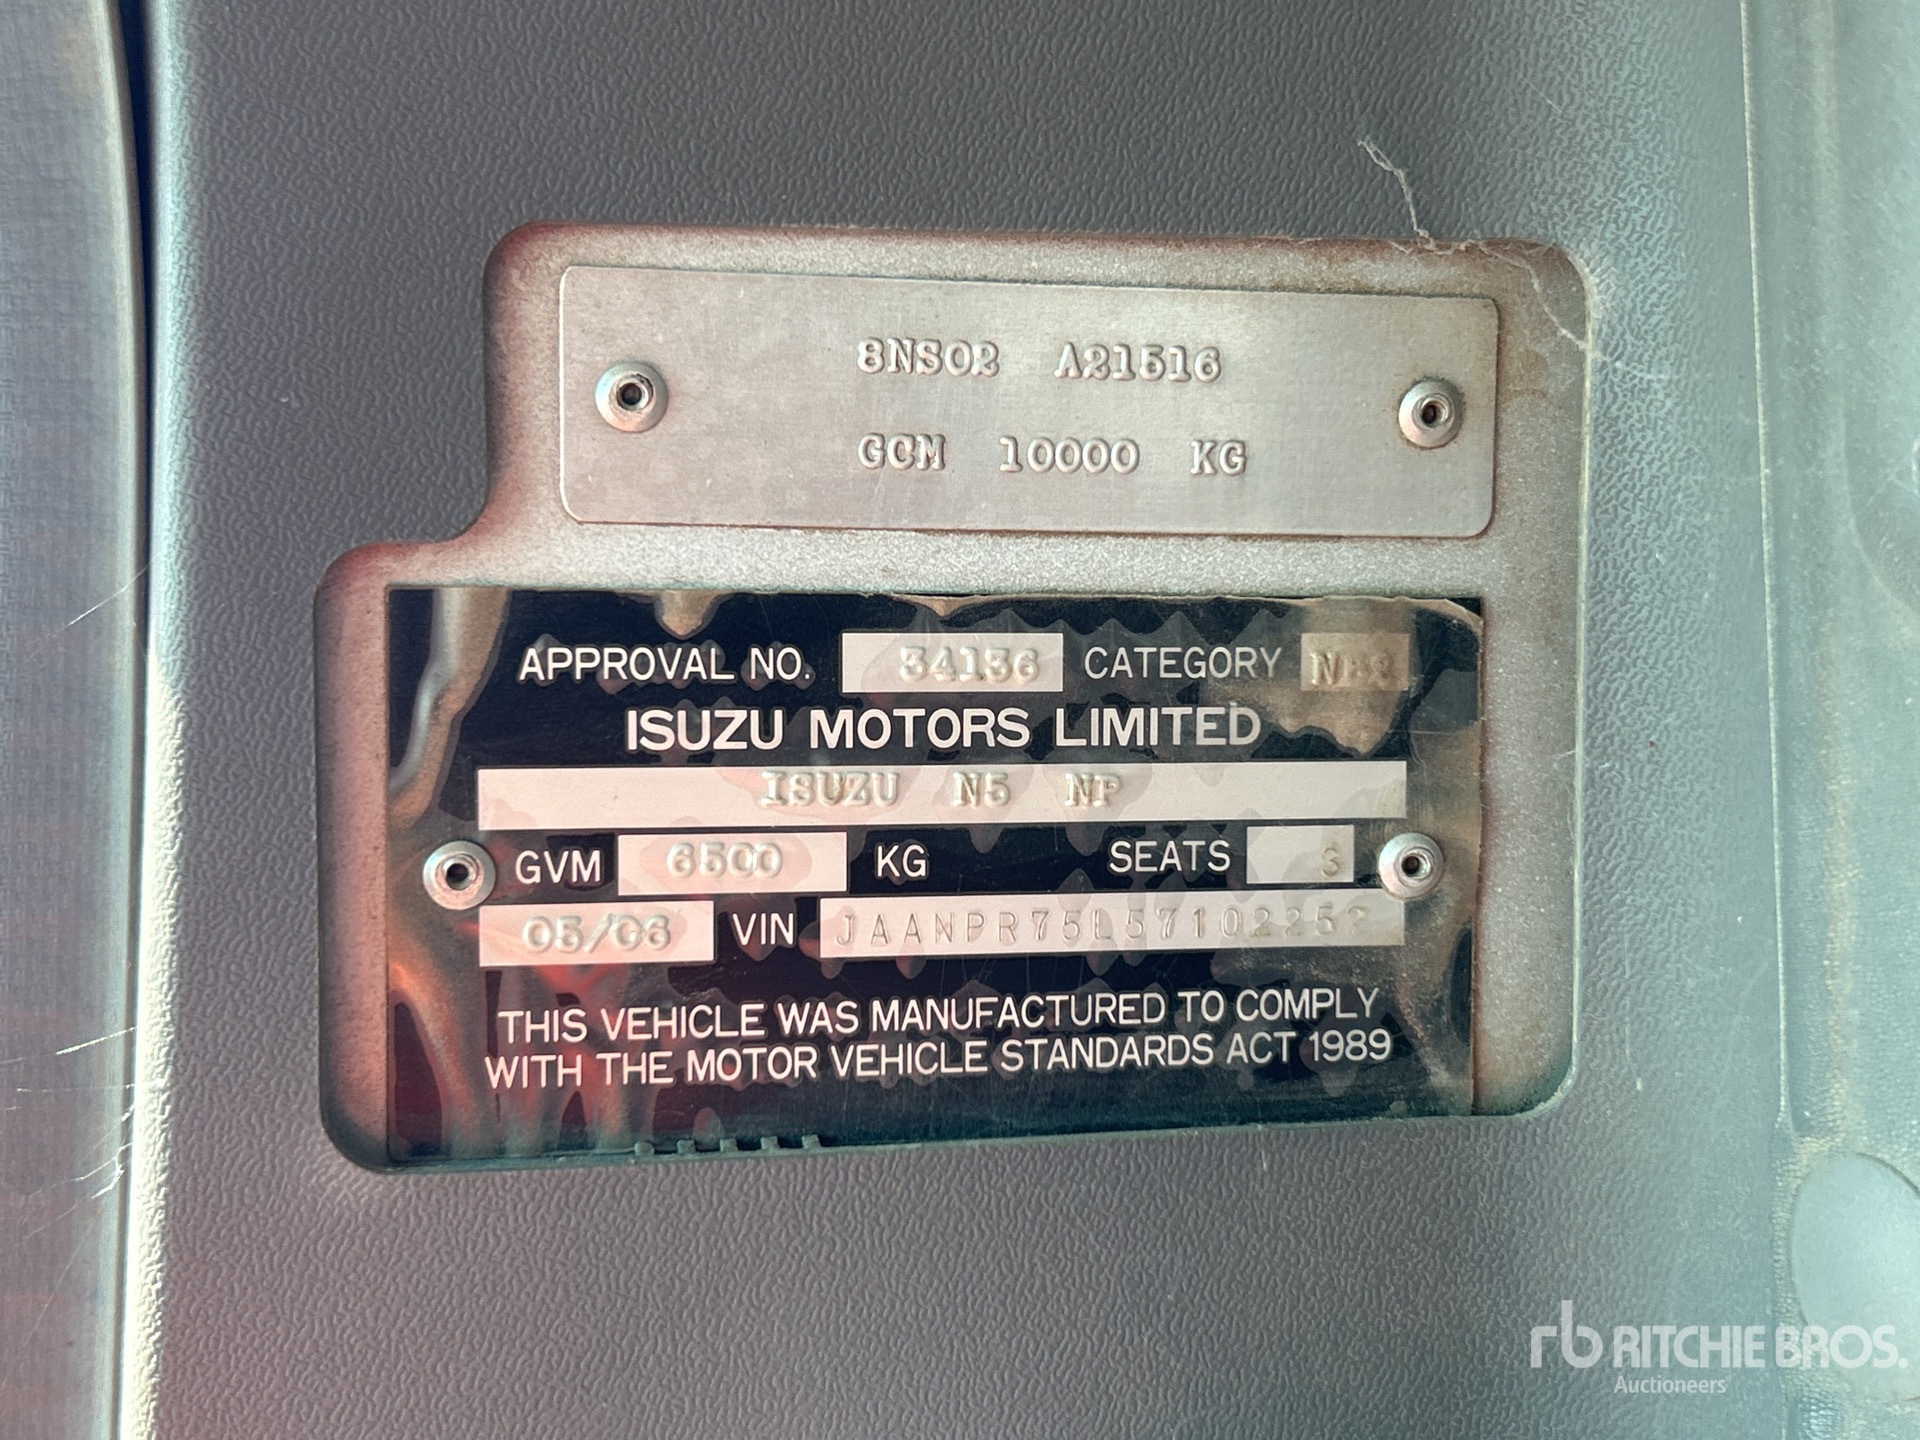 8NS02 A21516
GCM 10000 KG
APPROVAL NO. 34136 CATEGORY NB2
ISUZU MOTORS LIMITED
ISUZU N5 NP
GVM 6500 KG SEATS 3
05/08 VIN JAANPR75L57102252
THIS VEHICLE WAS MANUFACTURED TO COMPLY
WITH THE MOTOR VEHICLE STANDARDS ACT 1989
rb RITCHIE BROS.
Auctioneers